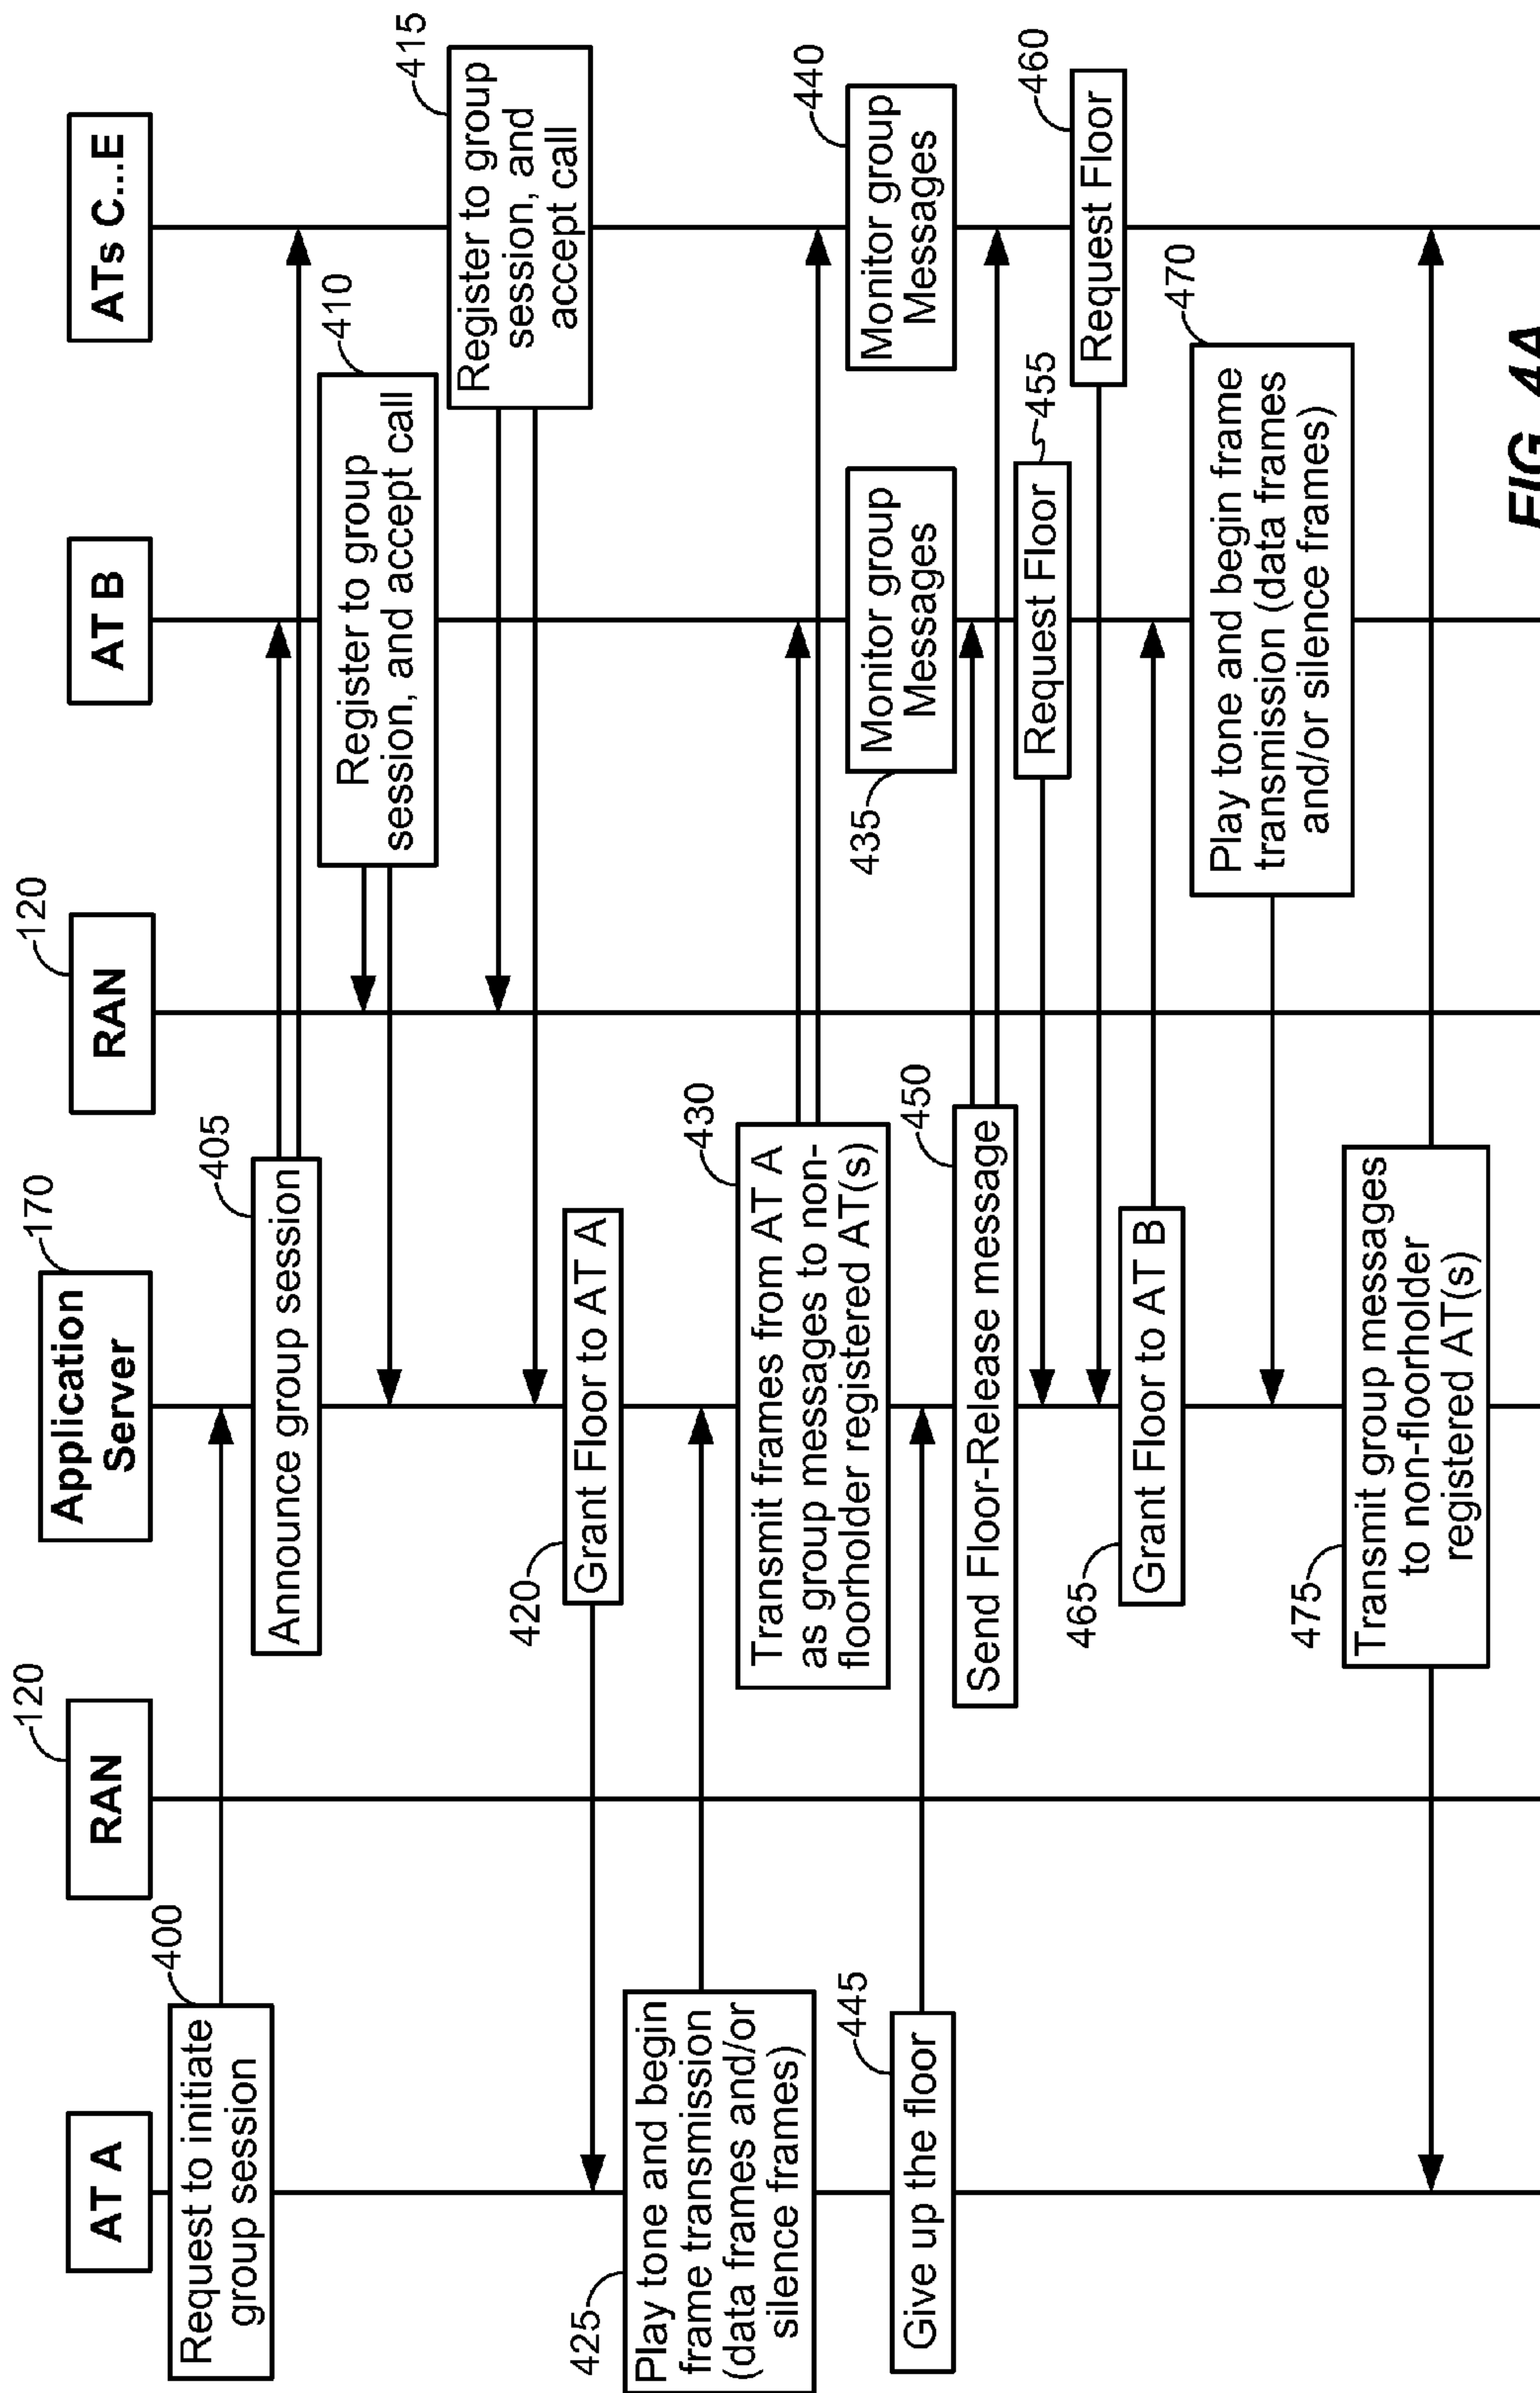 AT A
RAN
120
Application
Server
170
RAN
120
AT B
ATs C...E
400
Request to initiate
group session
405
Announce group session
410
Register to group
session, and accept call
415
Register to group
session, and
accept call
420
Grant Floor to AT A
425
Play tone and begin
frame transmission
(data frames and/or
silence frames)
430
Transmit frames from AT A
as group messages to non-
floorholder registered AT(s)
435
Monitor group
Messages
440
Monitor group
Messages
445
Give up the floor
450
Send Floor-Release message
455
Request Floor
460
Request Floor
465
Grant Floor to AT B
470
Play tone and begin frame
transmission (data frames
and/or silence frames)
475
Transmit group messages
to non-floorholder
registered AT(s)
FIG. 4A